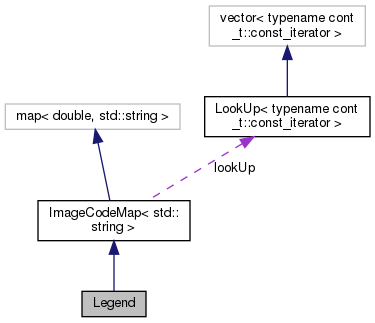 vector< typename cont
_t::const_iterator >
LookUp< typename cont
_t::const_iterator >
map< double, std::string >
lookUp
ImageCodeMap< std::
string >
Legend